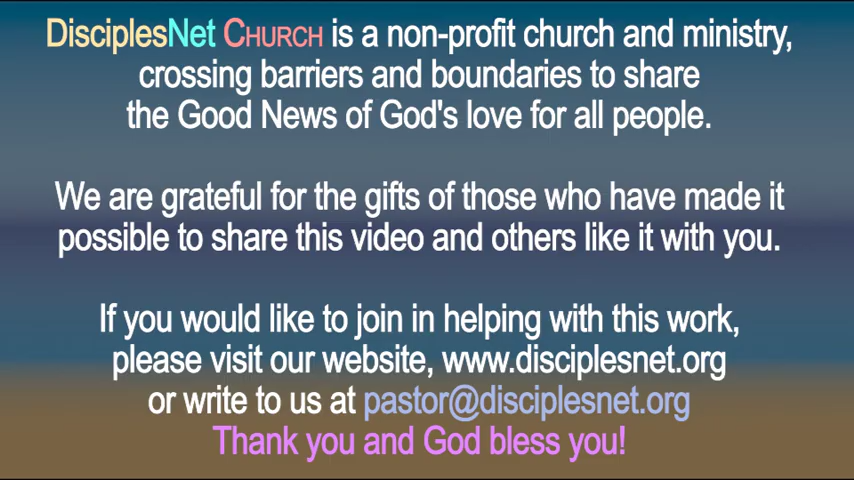 DisciplesNet CHURCH is a non-profit church and ministry,
crossing barriers and boundaries to share
the Good News of God's love for all people.
We are grateful for the gifts of those who have made it
possible to share this video and others like it with you.
If you would like to join in helping with this work,
please visit our website, www.disciplesnet.org
or write to us at pastor@disciplesnet.org
Thank you and God bless you!